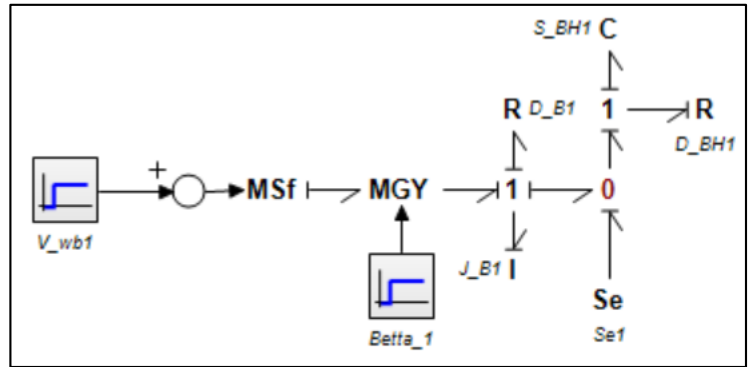 S_BH1 C
R D_B1 1 R
D_BH1
+
MSf MGY 1 0
V_wb1
J_B1 I
Se
Betta_1 Se1